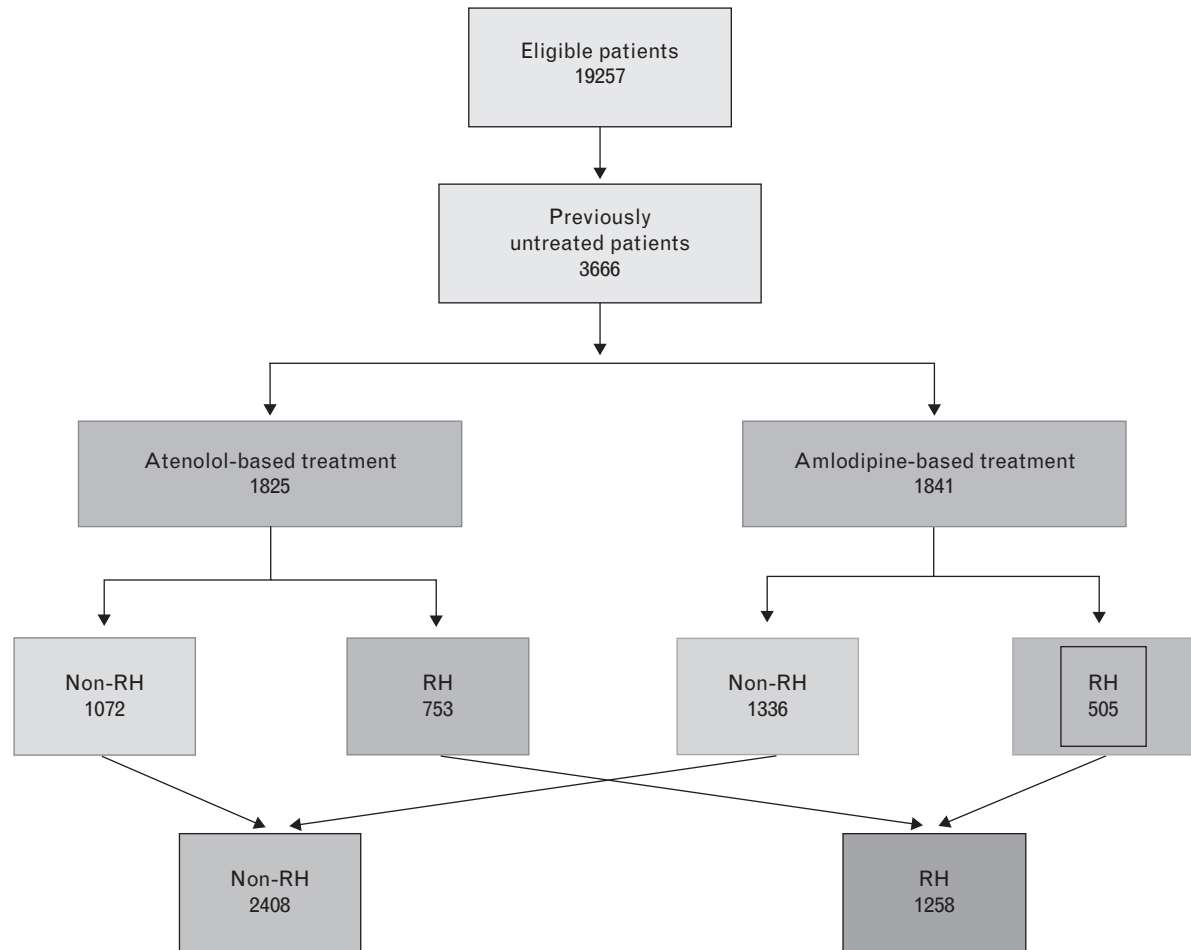 Eligible patients
19257
Previously
untreated patients
3666
Atenolol-based treatment
1825
Amlodipine-based treatment
1841
Non-RH
1072
RH
753
Non-RH
1336
RH
505
Non-RH
2408
RH
1258